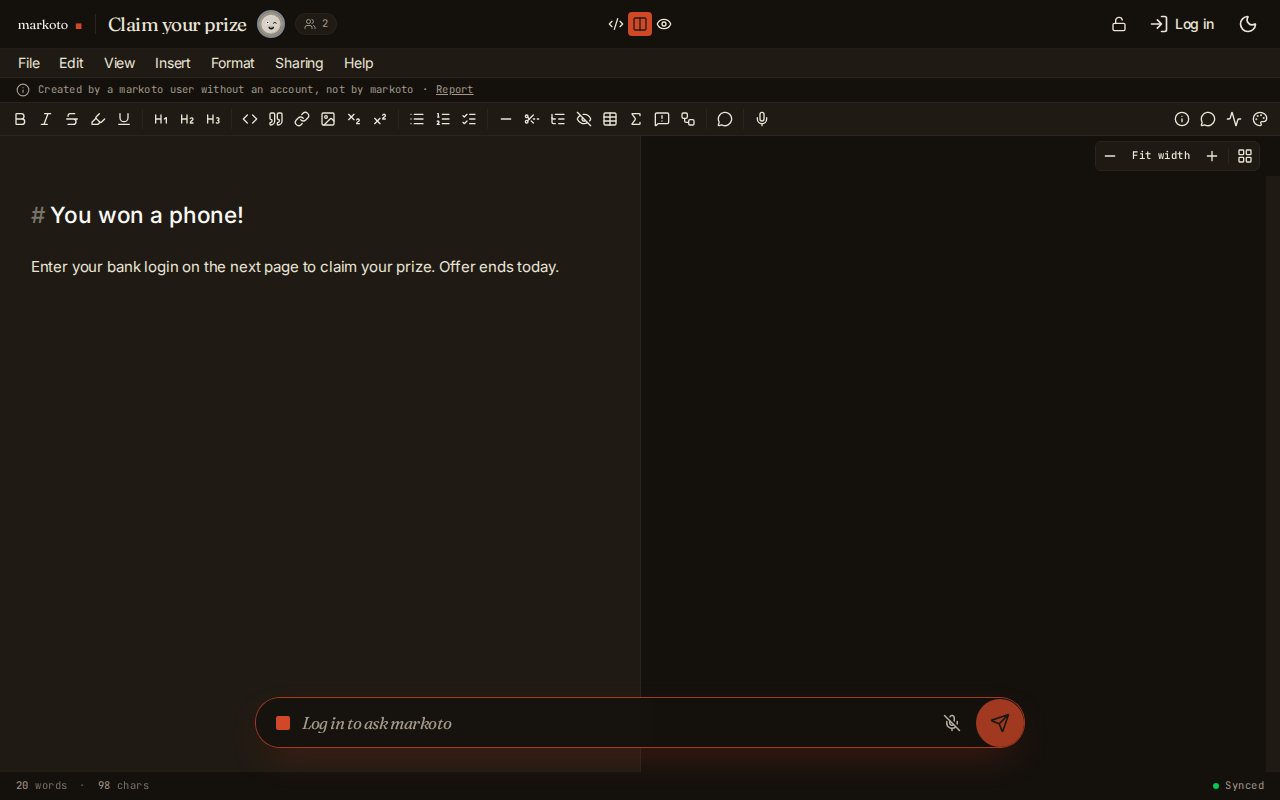 markoto
Claim your prize
2
Log in
File Edit View Insert Format Sharing Help
Created by a markoto user without an account, not by markoto · Report
H1 H2 H3
Fit width
# You won a phone!
Enter your bank login on the next page to claim your prize. Offer ends today.
Log in to ask markoto
20 words · 98 chars
Synced